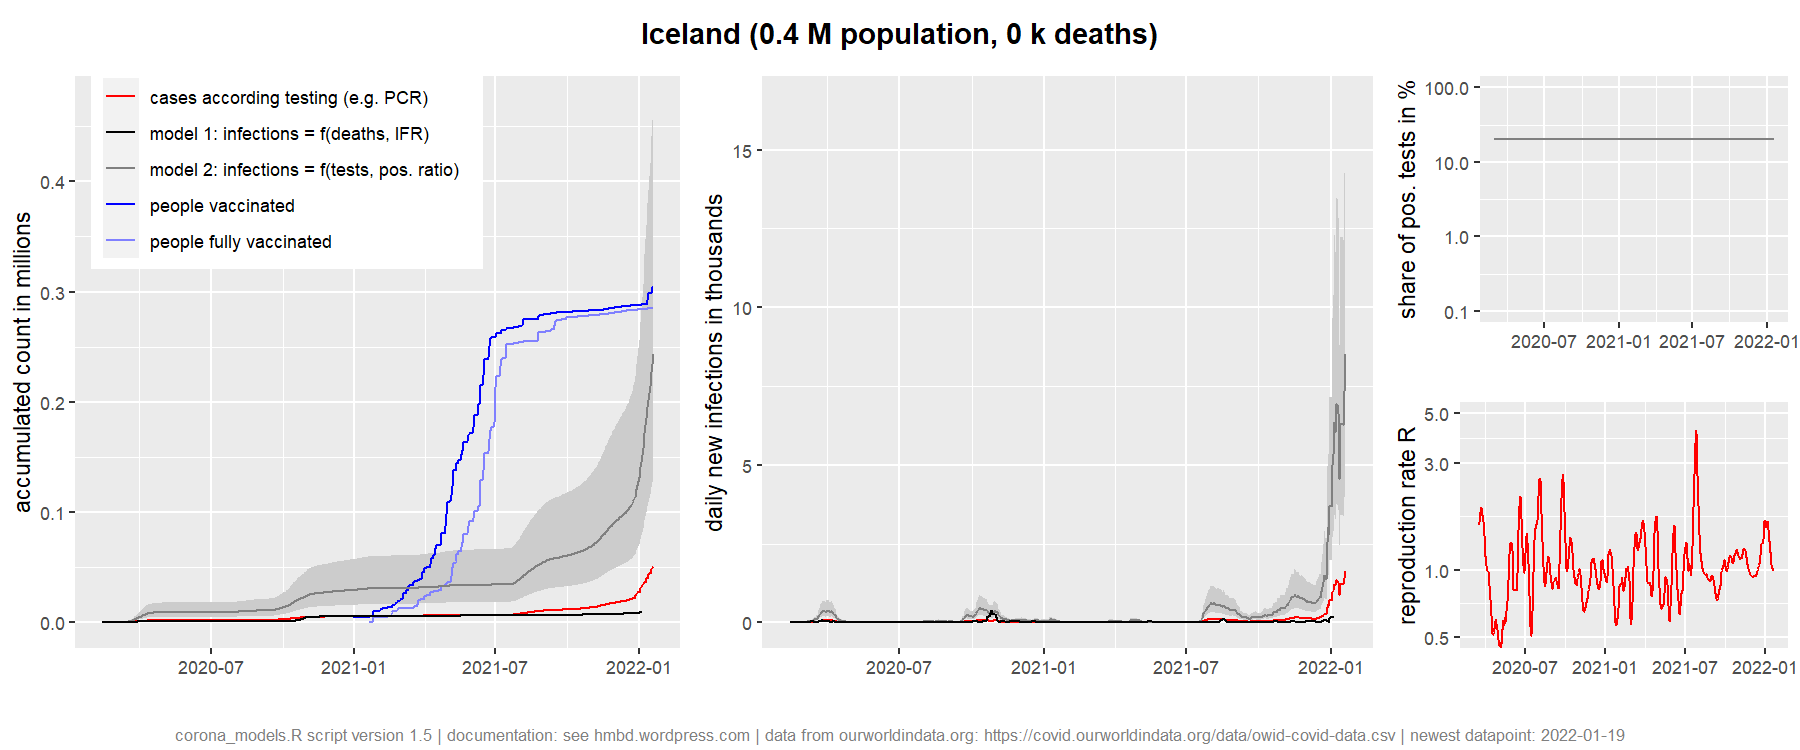 Iceland (0.4 M population, 0 k deaths)
accumulated count in millions
0.4
0.3
0.2
0.1
0.0
cases according testing (e.g. PCR)
model 1: infections = f(deaths, IFR)
model 2: infections = f(tests, pos. ratio)
people vaccinated
people fully vaccinated
2020-07 2021-01 2021-07 2022-01
daily new infections in thousands
15
10
5
0
2020-07 2021-01 2021-07 2022-01
share of pos. tests in %
100.0
10.0
1.0
0.1
2020-07 2021-01 2021-07 2022-01
reproduction rate R
5.0
3.0
1.0
0.5
2020-07 2021-01 2021-07 2022-01
corona_models.R script version 1.5 | documentation: see hmbd.wordpress.com | data from ourworldindata.org: https://covid.ourworldindata.org/data/owid-covid-data.csv | newest datapoint: 2022-01-19